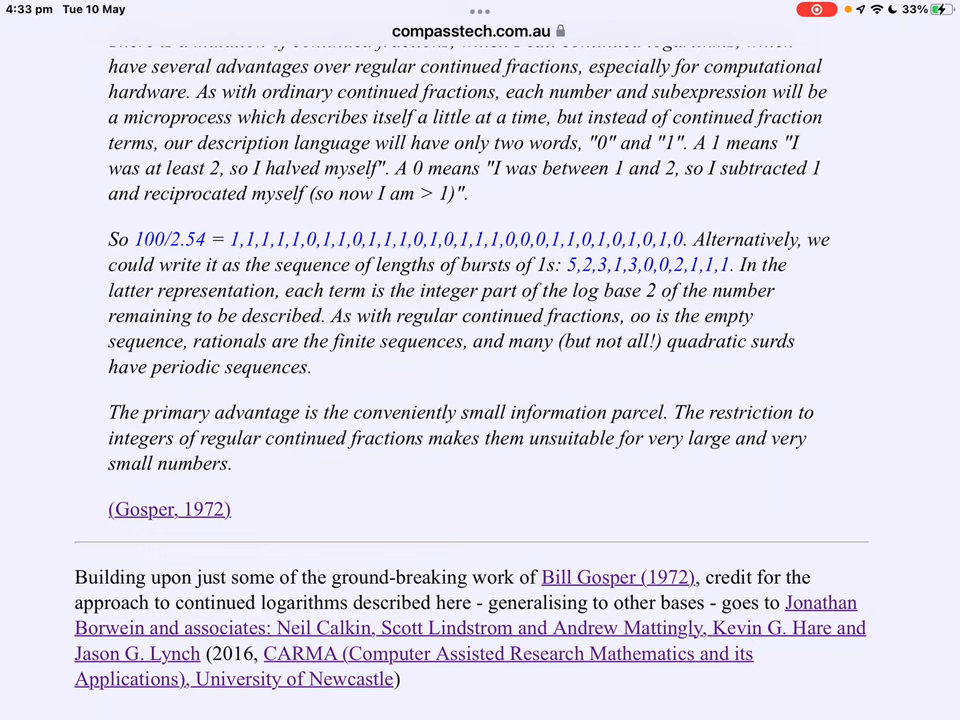 4:33 pm Tue 10 May
33%
compasstech.com.au
have several advantages over regular continued fractions, especially for computational
hardware. As with ordinary continued fractions, each number and subexpression will be
a microprocess which describes itself a little at a time, but instead of continued fraction
terms, our description language will have only two words, "0" and "1". A 1 means "I
was at least 2, so I halved myself". A 0 means "I was between 1 and 2, so I subtracted 1
and reciprocated myself (so now I am > 1)".
So 100/2.54 = 1,1,1,1,1,0,1,1,0,1,1,1,0,1,0,1,1,1,0,0,0,1,1,0,1,0,1,0,1,0. Alternatively, we
could write it as the sequence of lengths of bursts of 1s: 5,2,3,1,3,0,0,2,1,1,1. In the
latter representation, each term is the integer part of the log base 2 of the number
remaining to be described. As with regular continued fractions, oo is the empty
sequence, rationals are the finite sequences, and many (but not all!) quadratic surds
have periodic sequences.
The primary advantage is the conveniently small information parcel. The restriction to
integers of regular continued fractions makes them unsuitable for very large and very
small numbers.
(Gosper, 1972)
Building upon just some of the ground-breaking work of Bill Gosper (1972), credit for the
approach to continued logarithms described here - generalising to other bases - goes to Jonathan
Borwein and associates: Neil Calkin, Scott Lindstrom and Andrew Mattingly, Kevin G. Hare and
Jason G. Lynch (2016, CARMA (Computer Assisted Research Mathematics and its
Applications), University of Newcastle)